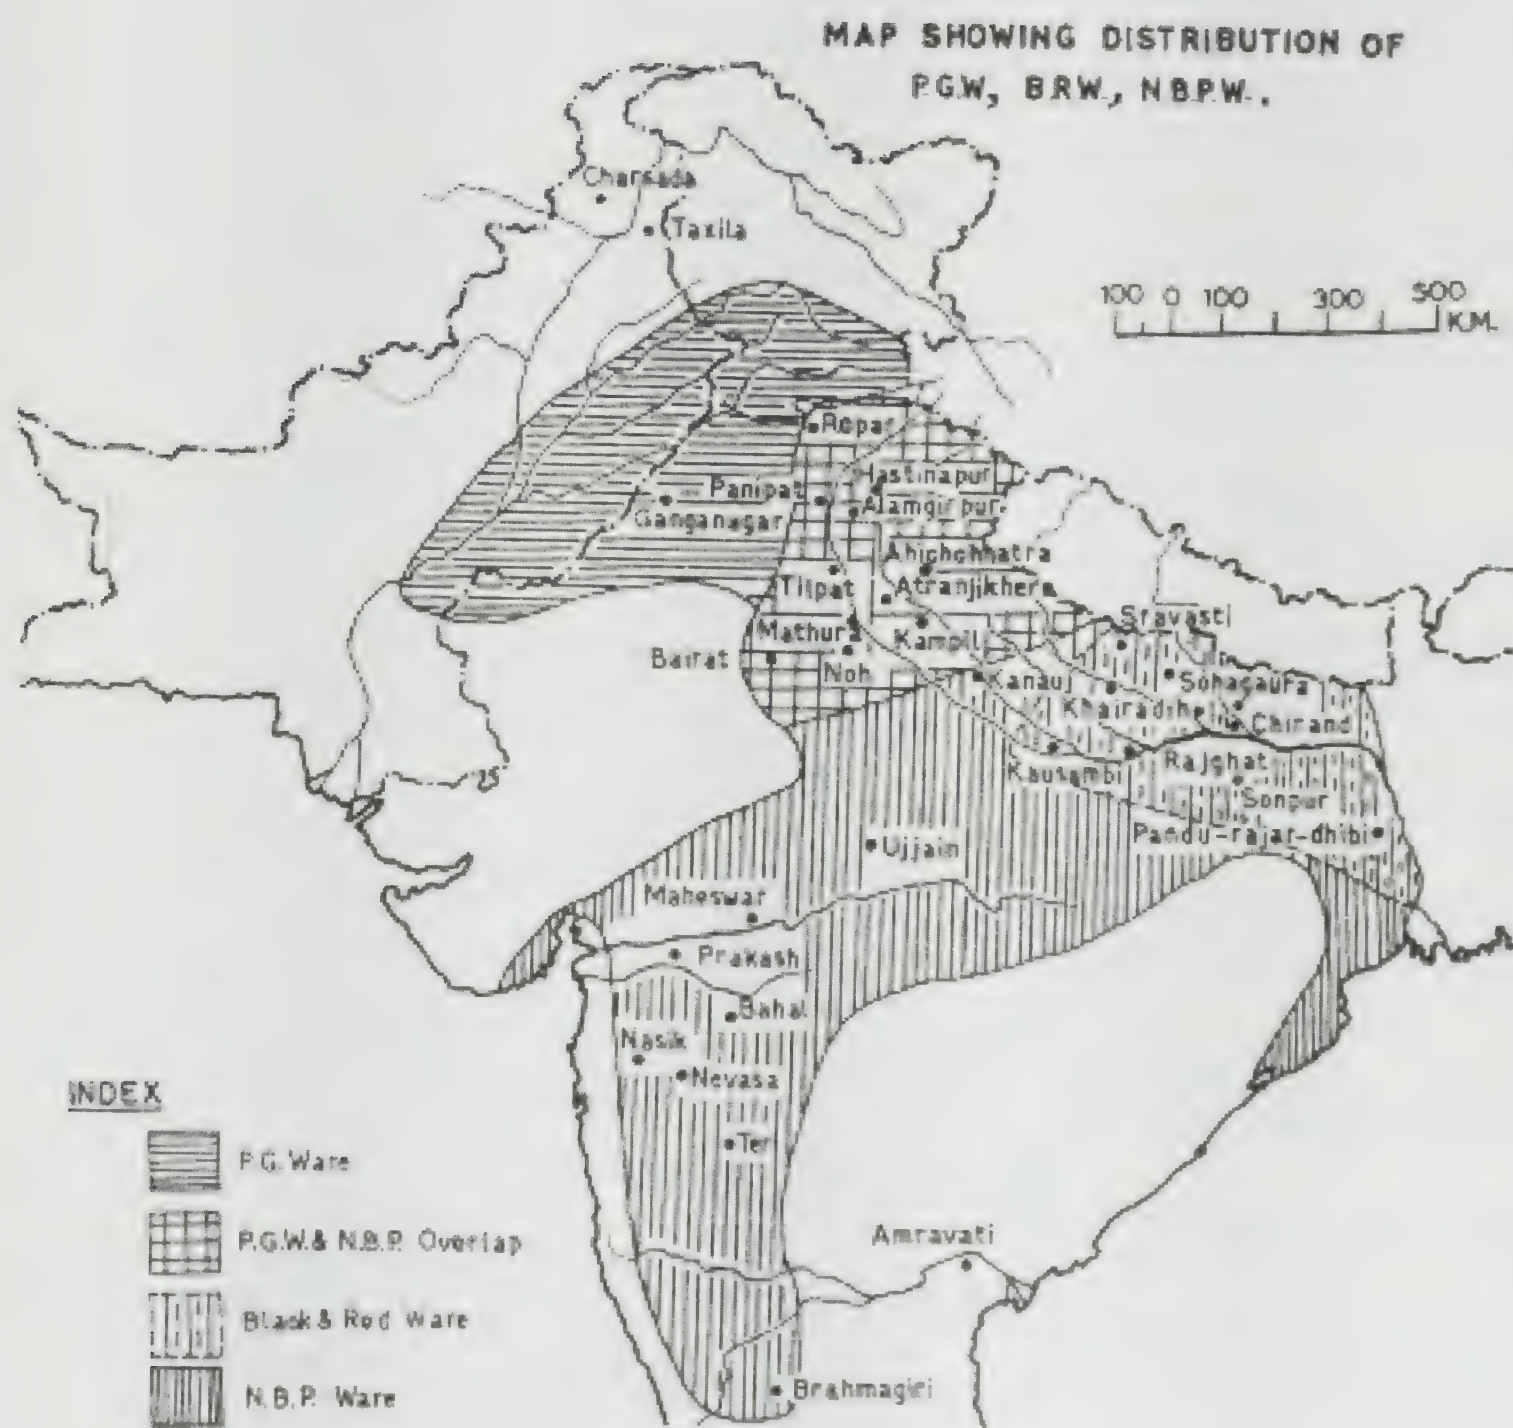 MAP SHOWING DISTRIBUTION OF
P.G.W., B.R.W., N.B.P.W..
Charsada
Taxila
100 0 100 300 500
K.M.
Ropar
Hastinapur
Panipat
Alamgirpur
Ganganagar
Ahichchhatra
Tilpat
Atranjikhera
Sravasti
Mathura
Kampil
Bairat
Noh
Kanauj
Sohagaura
Khairadih
Chirand
Rajghat
Kausambi
Sonpur
25°
Pandu-rajar-dhibi
Ujjain
Maheswar
Prakash
Bahal
Nasik
Nevasa
Ter
Amravati
Brahmagiri
INDEX
P.G. Ware
P.G.W. & N.B.P. Overlap
Black & Red Ware
N.B.P. Ware